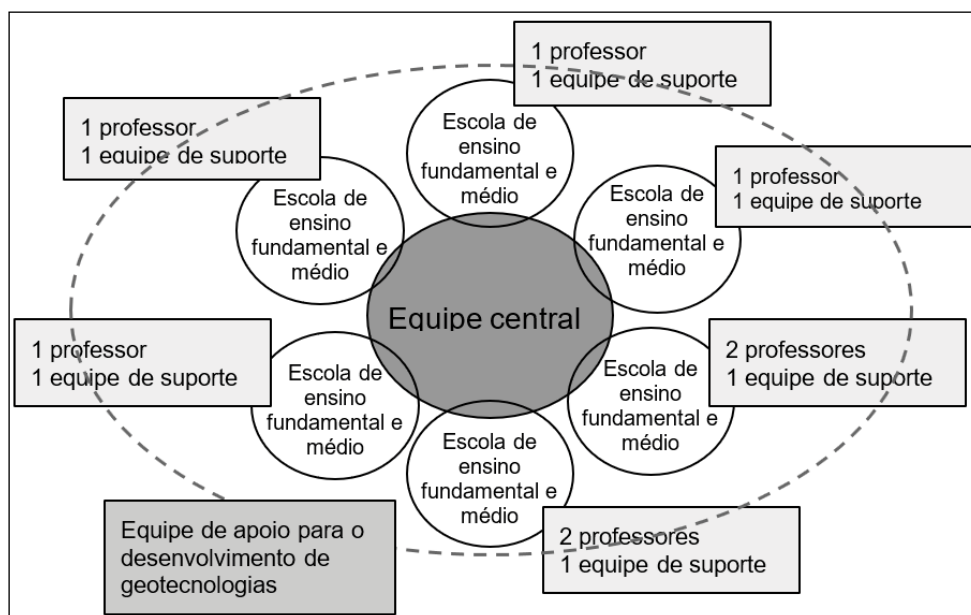 1 professor
1 equipe de suporte
Escola de
ensino
fundamental e
médio
1 professor
1 equipe de suporte
Escola de
ensino
fundamental e
médio
1 professor
1 equipe de suporte
Escola de
ensino
fundamental e
médio
Equipe central
1 professor
1 equipe de suporte
Escola de
ensino
fundamental e
médio
2 professores
1 equipe de suporte
Escola de
ensino
fundamental e
médio
Escola de
ensino
fundamental e
médio
2 professores
1 equipe de suporte
Equipe de apoio para o
desenvolvimento de
geotecnologias